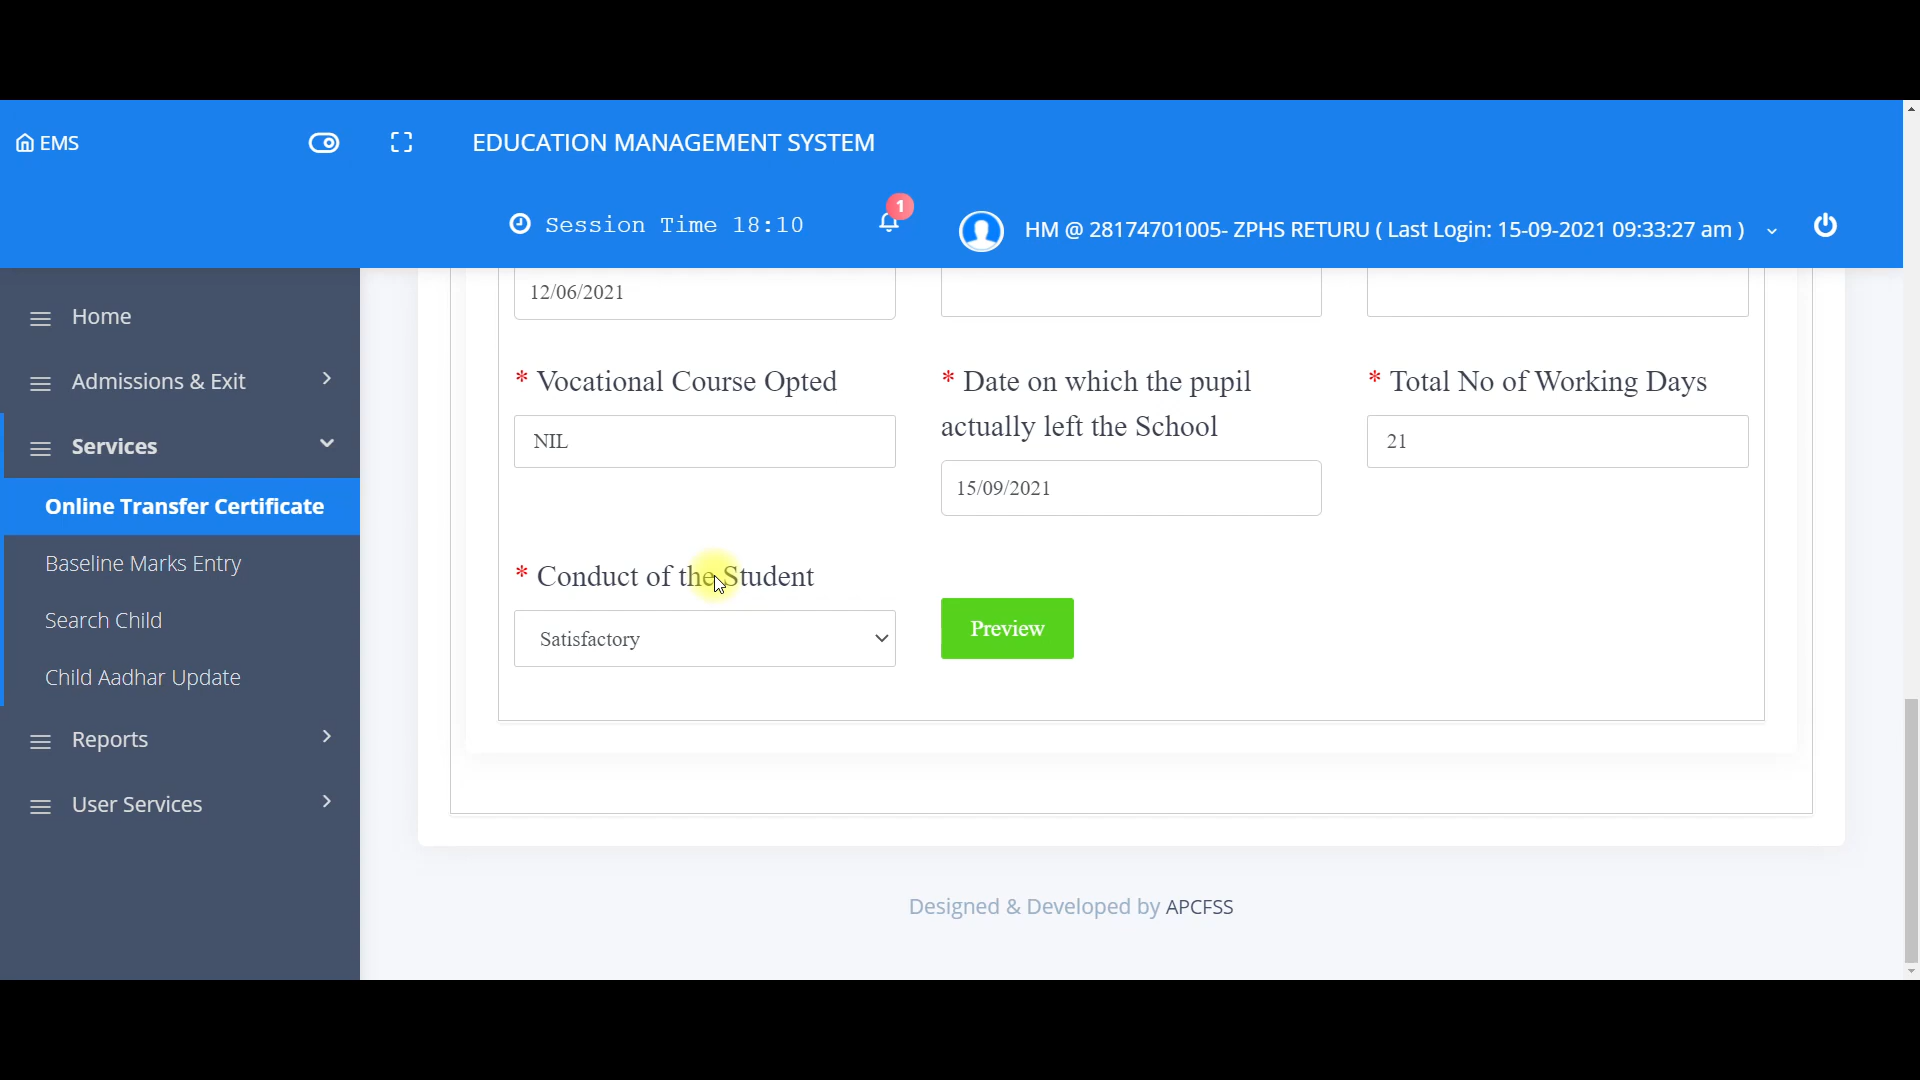 EMS
EDUCATION MANAGEMENT SYSTEM
Session Time 18:10
1
HM @ 28174701005- ZPHS RETURU ( Last Login: 15-09-2021 09:33:27 am )
Home
Admissions & Exit
Services
Online Transfer Certificate
Baseline Marks Entry
Search Child
Child Aadhar Update
Reports
User Services
12/06/2021
* Vocational Course Opted
NIL
* Date on which the pupil
actually left the School
15/09/2021
* Total No of Working Days
21
* Conduct of the Student
Satisfactory
Preview
Designed & Developed by APCFSS